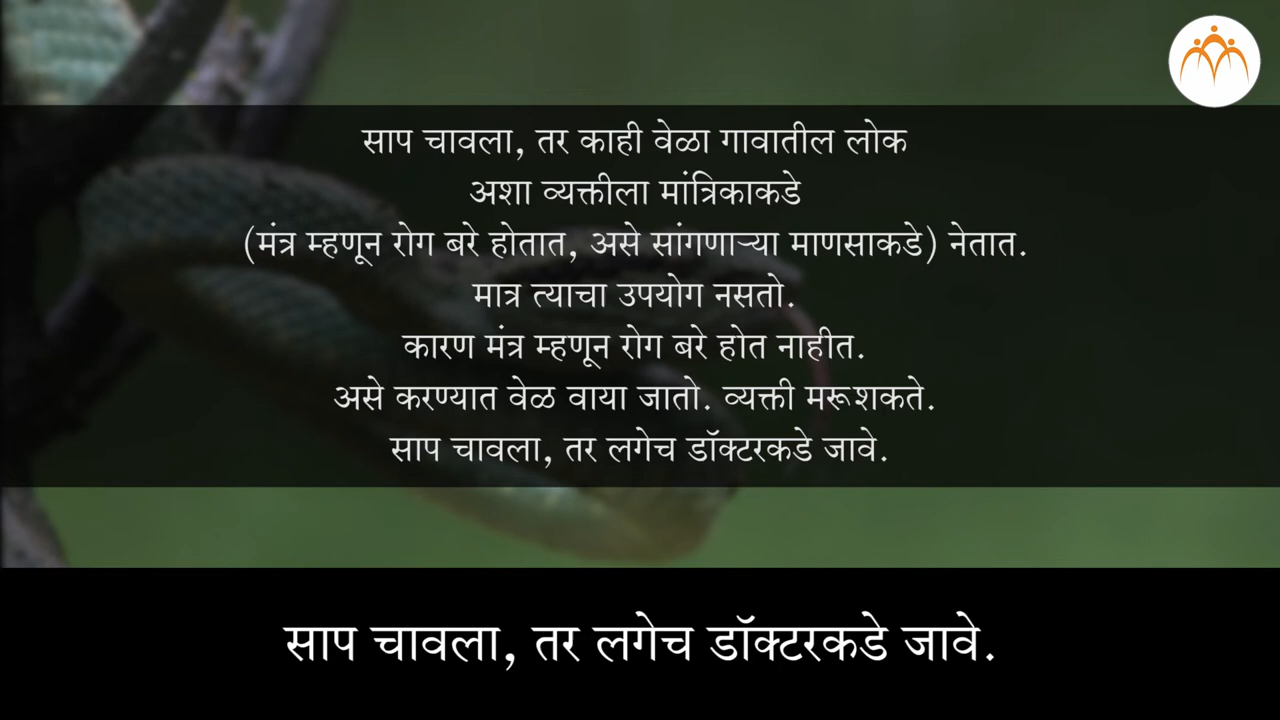 साप चावला, तर काही वेळा गावातील लोक
अशा व्यक्तीला मांत्रिकाकडे
(मंत्र म्हणून रोग बरे होतात, असे सांगणाऱ्या माणसाकडे) नेतात.
मात्र त्याचा उपयोग नसतो.
कारण मंत्र म्हणून रोग बरे होत नाहीत.
असे करण्यात वेळ वाया जातो. व्यक्ती मरूशकते.
साप चावला, तर लगेच डॉक्टरकडे जावे.
साप चावला, तर लगेच डॉक्टरकडे जावे.